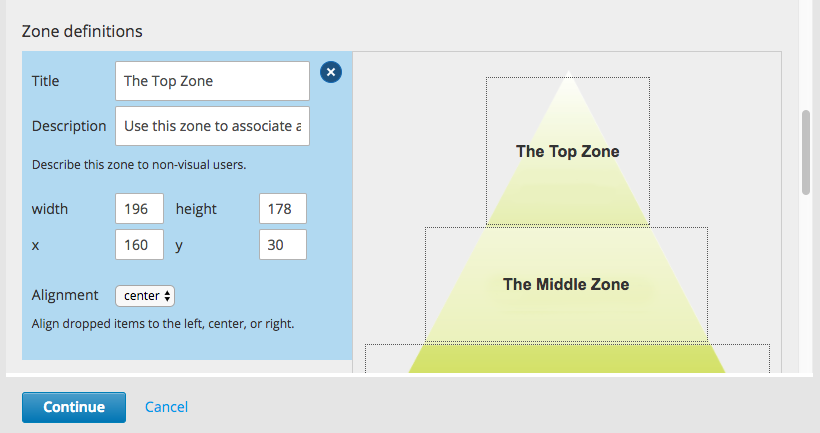 Zone definitions
Title The Top Zone
Description Use this zone to associate a
Describe this zone to non-visual users.
width 196 height 178
x 160 y 30
Alignment center
Align dropped items to the left, center, or right.
The Top Zone
The Middle Zone
Continue Cancel